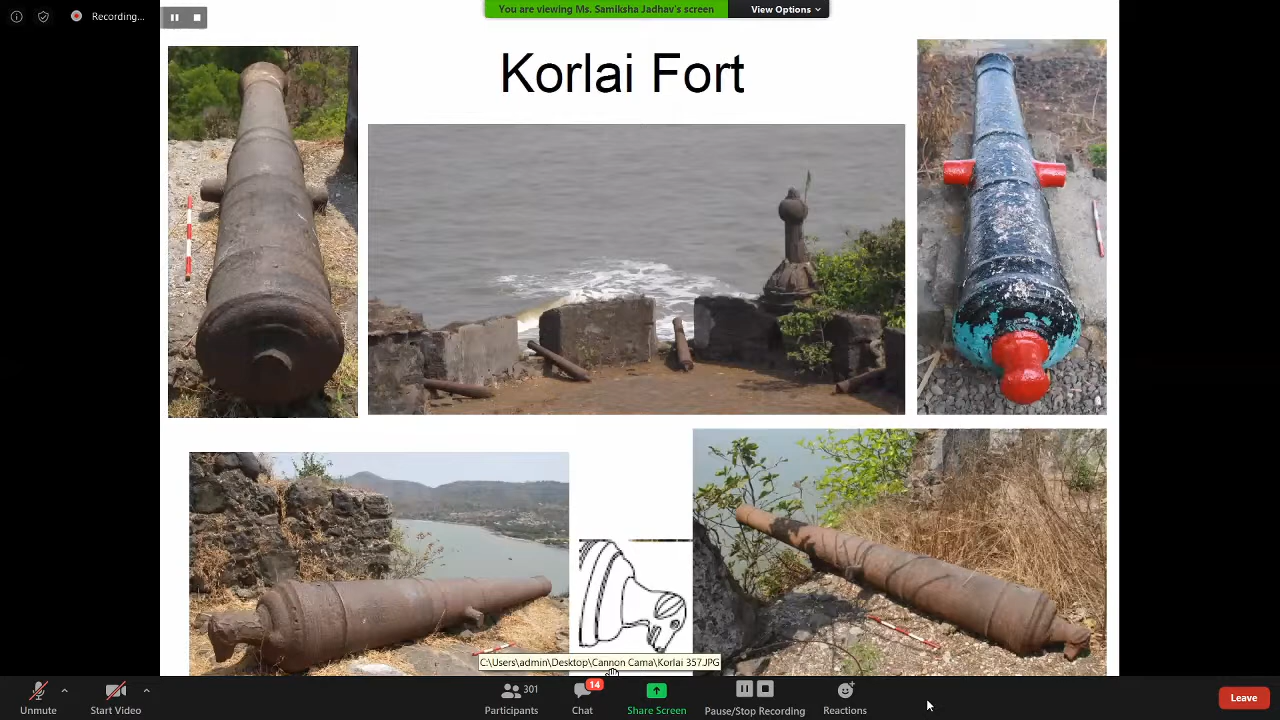 Recording...
You are viewing Ms. Samiksha Jadhav's screen
View Options
Korlai Fort
C:\Users\admin\Desktop\Cannon Cama\Korlai 357.JPG
Unmute
Start Video
301
Participants
14
Chat
Share Screen
Pause/Stop Recording
Reactions
Leave